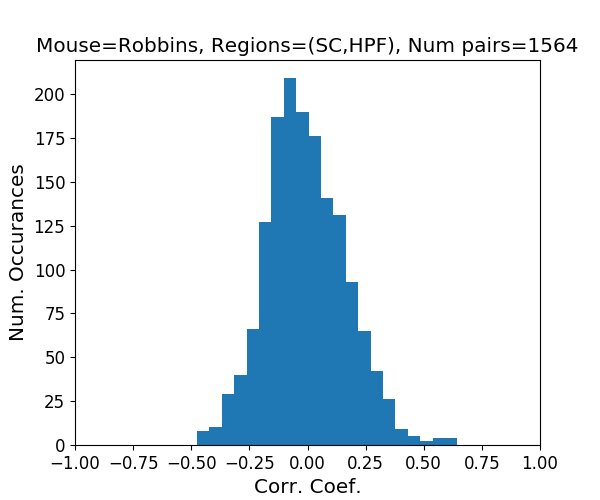 Mouse=Robbins, Regions=(SC,HPF), Num pairs=1564
Num. Occurances
200
175
150
125
100
75
50
25
0
−1.00 −0.75 −0.50 −0.25 0.00 0.25 0.50 0.75 1.00
Corr. Coef.